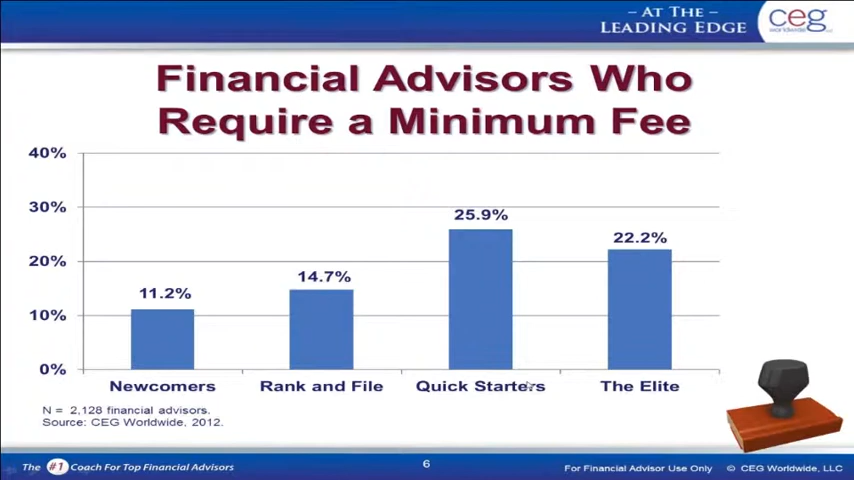 – AT THE –
LEADING EDGE
ceg
worldwide
Financial Advisors Who
Require a Minimum Fee
40%
30%
20%
10%
0%
11.2%
14.7%
25.9%
22.2%
Newcomers
Rank and File
Quick Starters
The Elite
N = 2,128 financial advisors.
Source: CEG Worldwide, 2012.
The #1 Coach For Top Financial Advisors
6
For Financial Advisor Use Only © CEG Worldwide, LLC